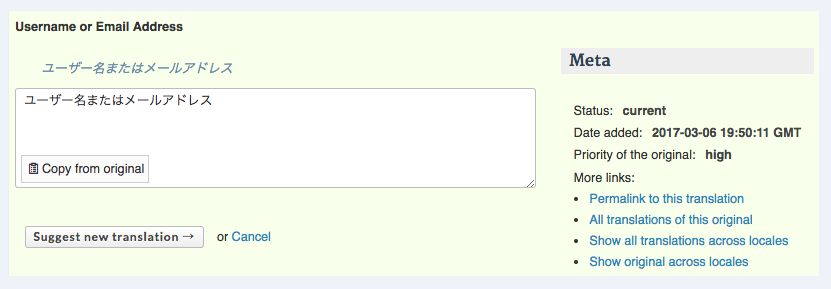 Username or Email Address
ユーザー名またはメールアドレス
ユーザー名またはメールアドレス
Copy from original
Suggest new translation → or Cancel
Meta
Status: current
Date added: 2017-03-06 19:50:11 GMT
Priority of the original: high
More links:
• Permalink to this translation
• All translations of this original
• Show all translations across locales
• Show original across locales